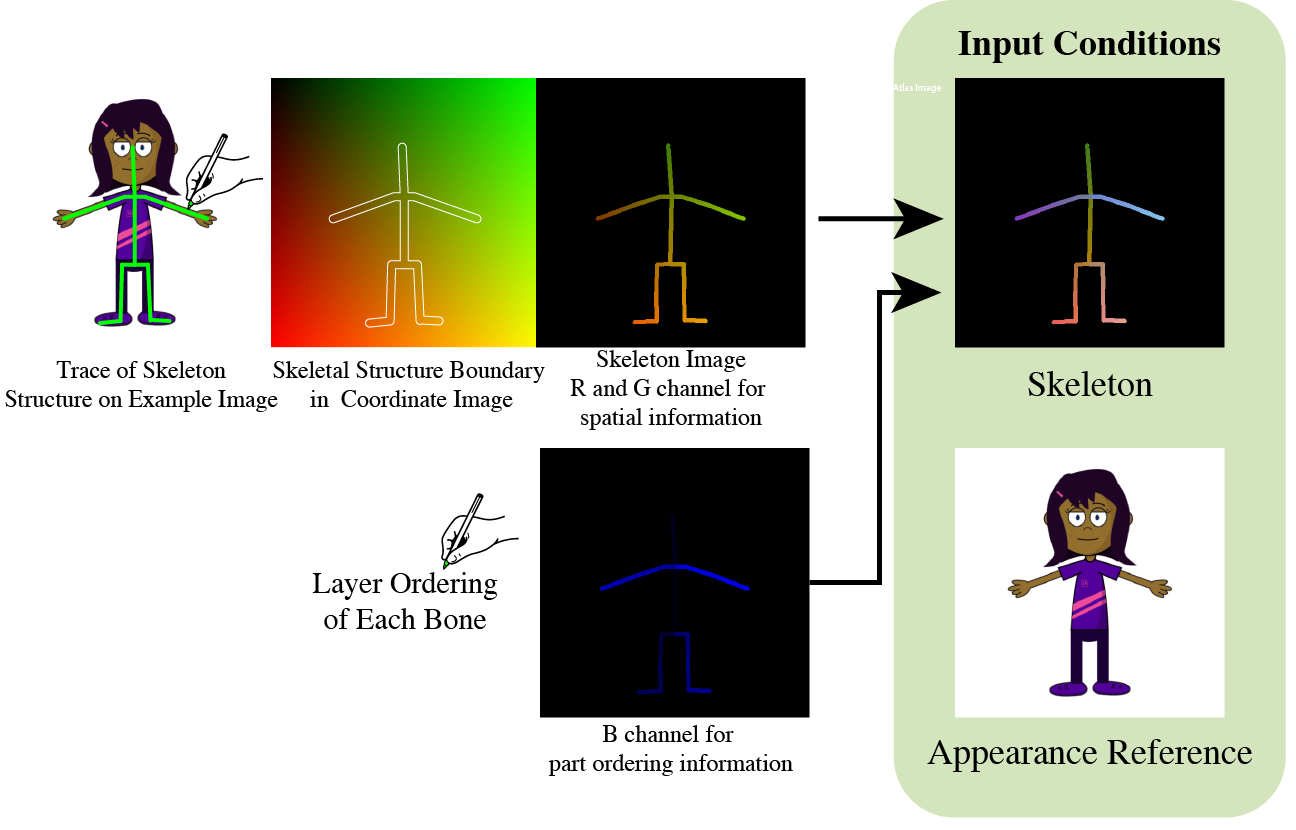 Input Conditions
Atlas Image
Trace of Skeleton
Structure on Example Image
Skeletal Structure Boundary
in Coordinate Image
Skeleton Image
R and G channel for
spatial information
Skeleton
Layer Ordering
of Each Bone
B channel for
part ordering information
Appearance Reference